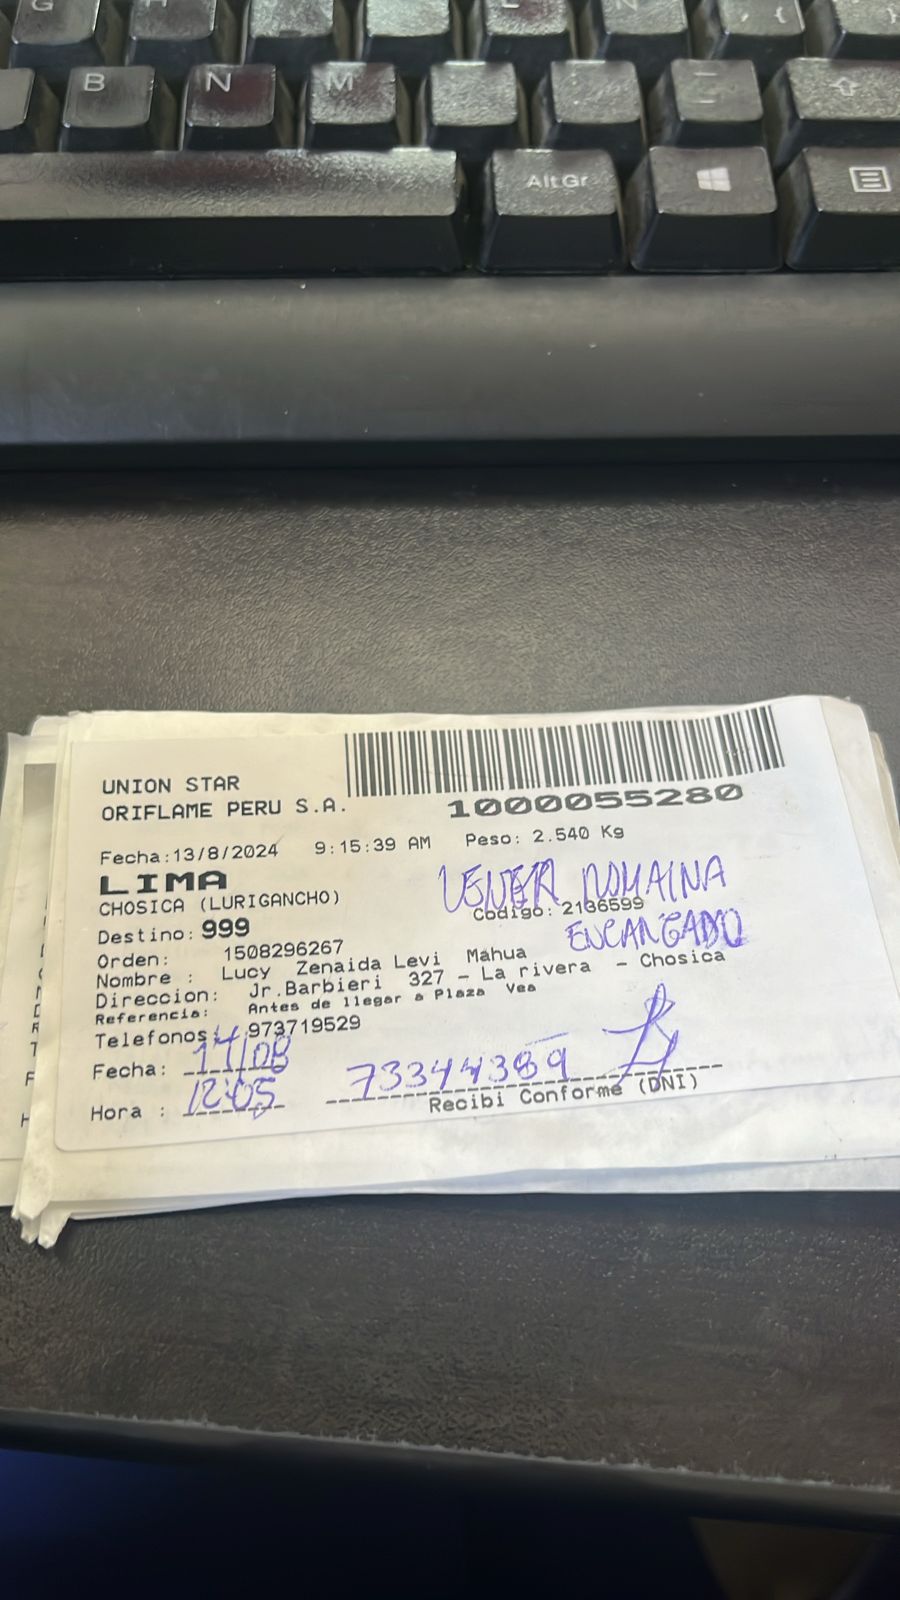 G H L N {
B N M
Alt Gr
UNION STAR
ORIFLAME PERU S.A.
1000055280
Fecha:13/8/2024 9:15:39 AM Peso: 2.540 Kg
LIMA
CHOSICA (LURIGANCHO)
ROMAINA
Codigo: 2136599
ENCARGADO
Destino: 999
Orden: 1508296267
Nombre : Lucy Zenaida Levi Mahua
Direccion: Jr.Barbieri 327 - La rivera - Chosica
Referencia: Antes de llegar a Plaza Vea
Telefonos: 973719529
Fecha: 17/08
Hora : 12:05
73344389
Recibi Conforme (DNI)